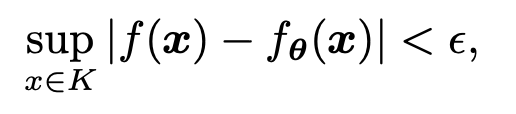 sup |f(𝒙) − f_𝜽(𝒙)| < ϵ,
x∈K